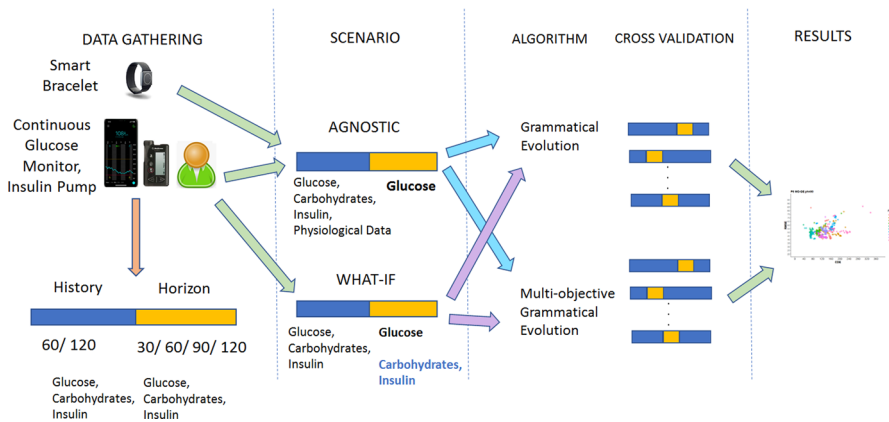 DATA GATHERING
Smart
Bracelet
Continuous
Glucose
Monitor,
Insulin Pump
History
Horizon
60/ 120
30/ 60/ 90/ 120
Glucose,
Carbohydrates,
Insulin
Glucose,
Carbohydrates,
Insulin
SCENARIO
AGNOSTIC
Glucose,
Carbohydrates,
Insulin,
Physiological Data
Glucose
WHAT-IF
Glucose,
Carbohydrates,
Insulin
Glucose
Carbohydrates,
Insulin
ALGORITHM
Grammatical
Evolution
Multi-objective
Grammatical
Evolution
CROSS VALIDATION
RESULTS